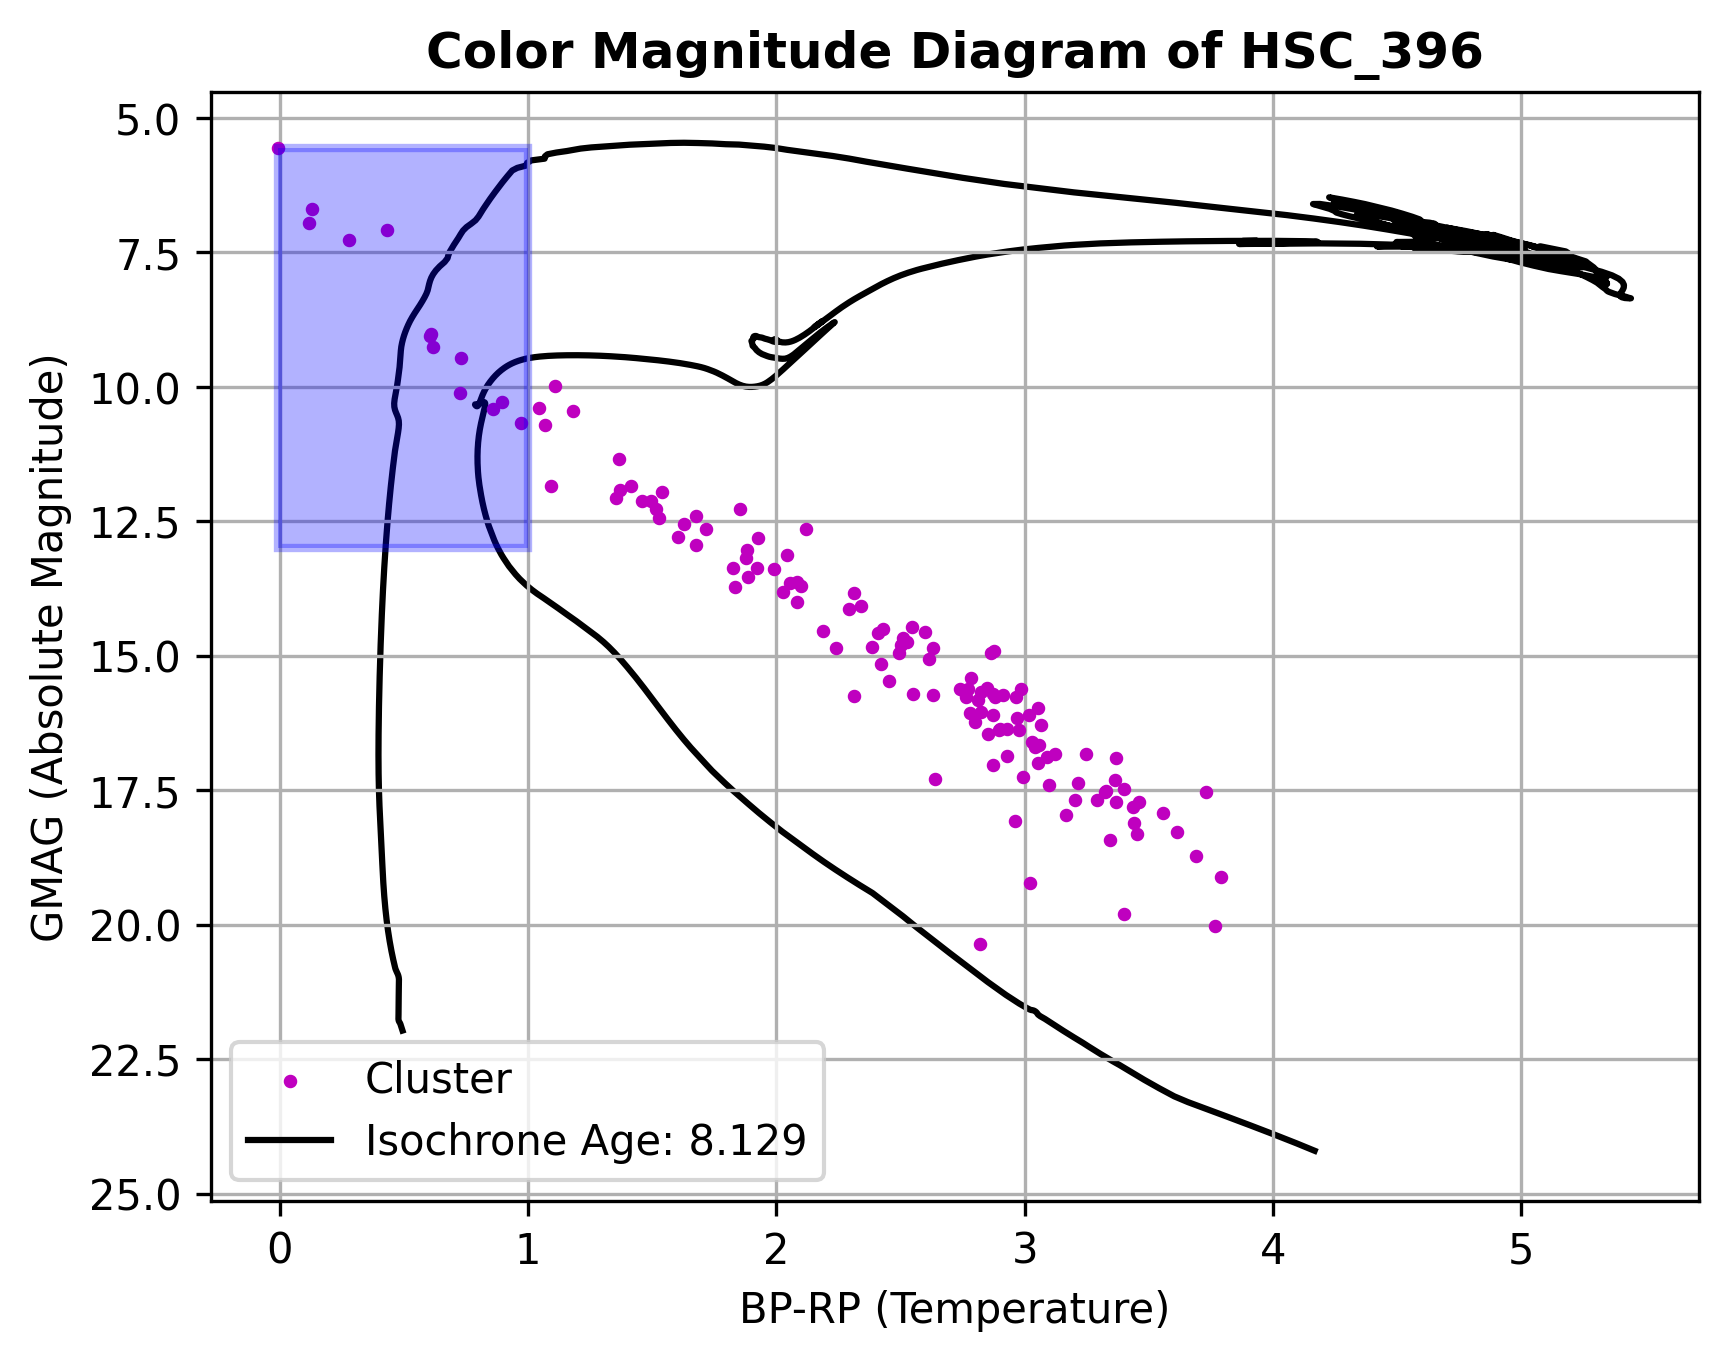 Color Magnitude Diagram of HSC_396
GMAG (Absolute Magnitude)
5.0
7.5
10.0
12.5
15.0
17.5
20.0
22.5
25.0
Cluster
Isochrone Age: 8.129
0 1 2 3 4 5
BP-RP (Temperature)